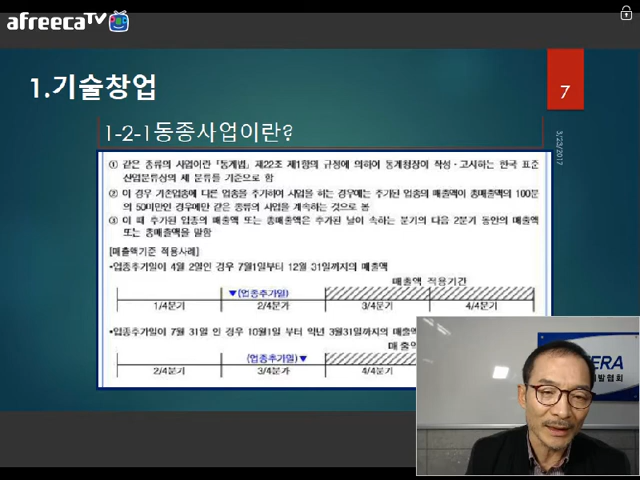 afreecaTV
1.기술창업
7
3/23/2017
1-2-1동종사업이란?
① 같은 종류의 사업이란 「통계법」 제22조 제1항의 규정에 의하여 통계청장이 작성·고시하는 한국 표준
산업분류상의 세 분류를 기준으로 함
② 이 경우 기존업종에 다른 업종을 추가하여 사업을 하는 경우에는 추가된 업종의 매출액이 총매출액의 100분
의 50미만인 경우에만 같은 종류의 사업을 계속하는 것으로 봄
③ 이 때 추가된 업종의 매출액 또는 총매출액은 추가된 날이 속하는 분기의 다음 2분기 동안의 매출액
또는 총매출액을 말함
[매출액기준 적용사례]
•업종추가일이 4월 2일인 경우 7월1일부터 12월 31일까지의 매출액
매출액 적용기간
▼(업종추가일)
1/4분기 2/4분기 3/4분기 4/4분기
•업종추가일이 7월 31일 인 경우 10월1일 부터 익년 3월31일까지의 매출액
매출액
(업종추가일)▼
2/4분기 3/4분기 4/4분기
ERA
발협회